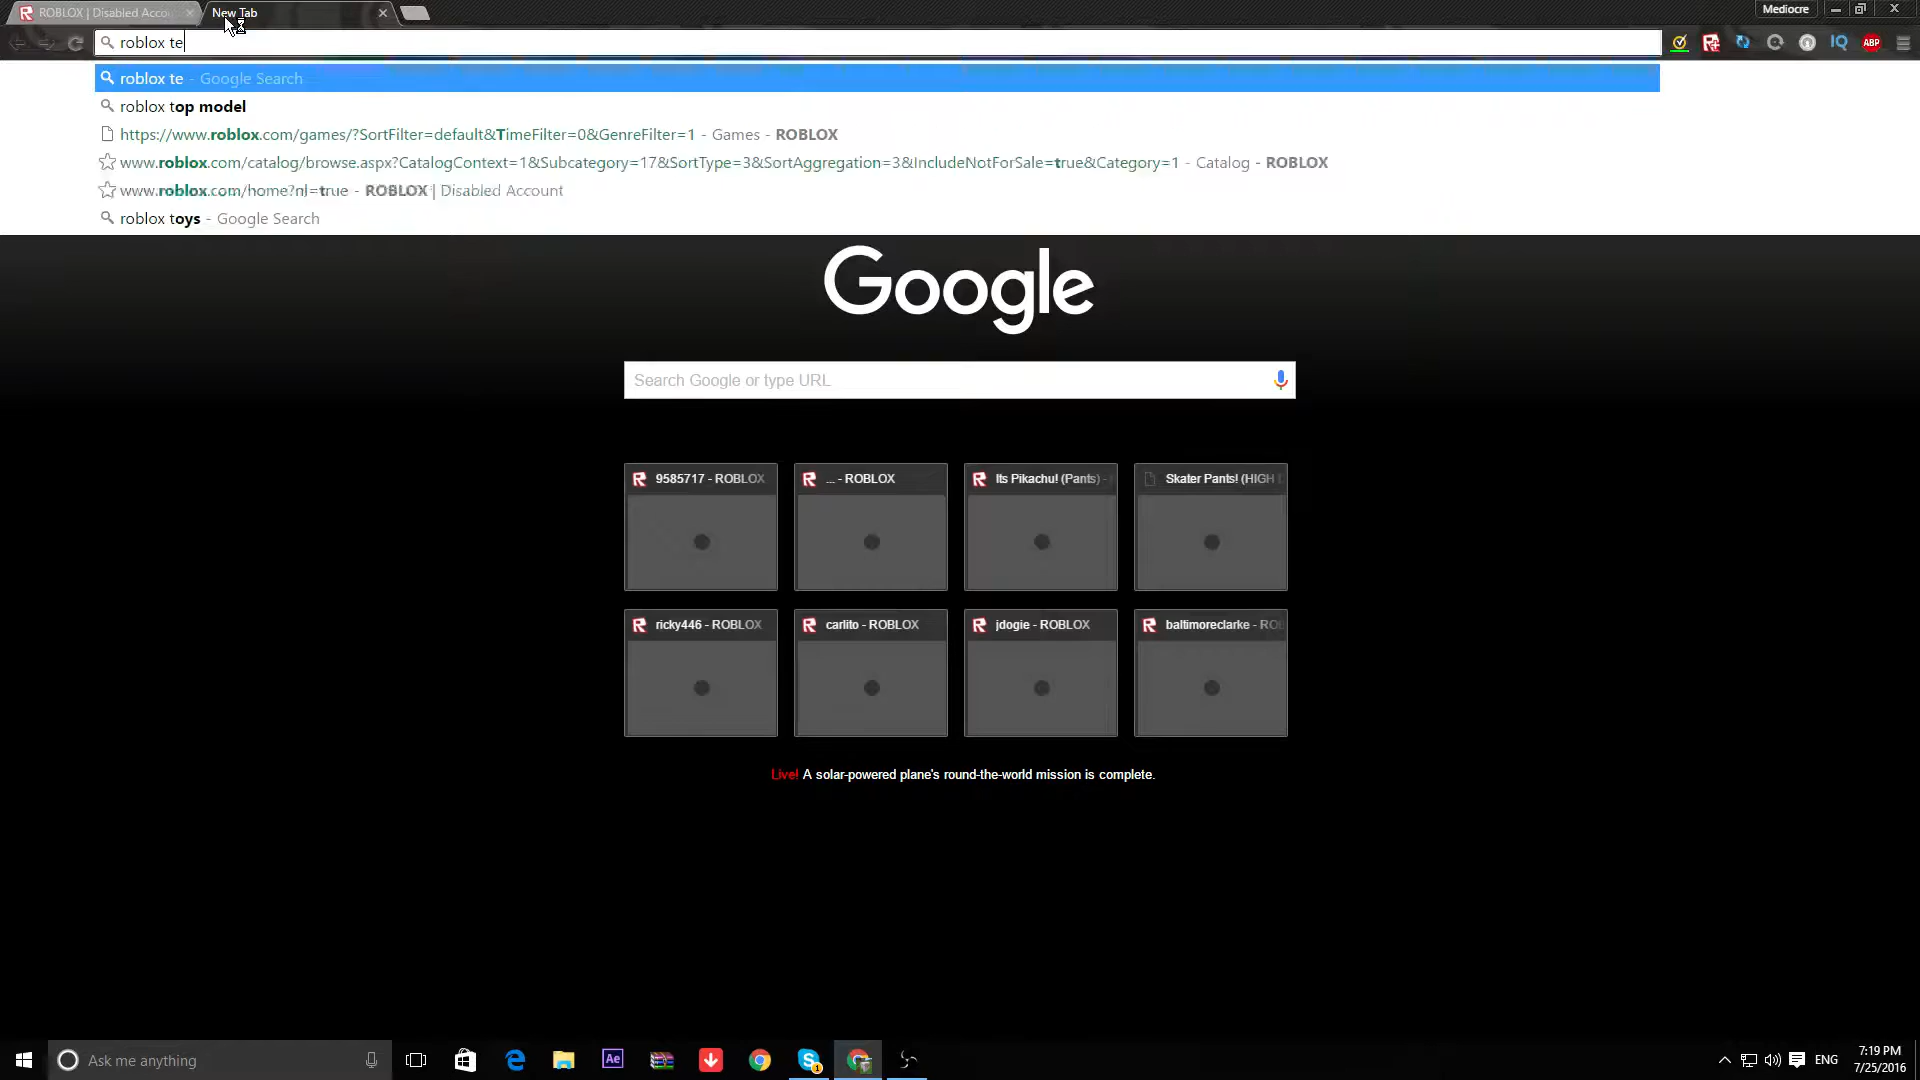 ROBLOX | Disabled Acco
New Tab
Mediocre
roblox te
IQ
ABP
roblox te - Google Search
roblox top model
https://www.roblox.com/games/?SortFilter=default&TimeFilter=0&GenreFilter=1 - Games - ROBLOX
www.roblox.com/catalog/browse.aspx?CatalogContext=1&Subcategory=17&SortType=3&SortAggregation=3&IncludeNotForSale=true&Category=1 - Catalog - ROBLOX
www.roblox.com/home?nl=true - ROBLOX | Disabled Account
roblox toys - Google Search
Google
Search Google or type URL
9585717 - ROBLOX
... - ROBLOX
Its Pikachu! (Pants) -
Skater Pants! (HIGH
ricky446 - ROBLOX
carlito - ROBLOX
jdogie - ROBLOX
baltimoreclarke - RO
Live! A solar-powered plane's round-the-world mission is complete.
Ask me anything
Ae
S
1
ENG
7:19 PM
7/25/2016